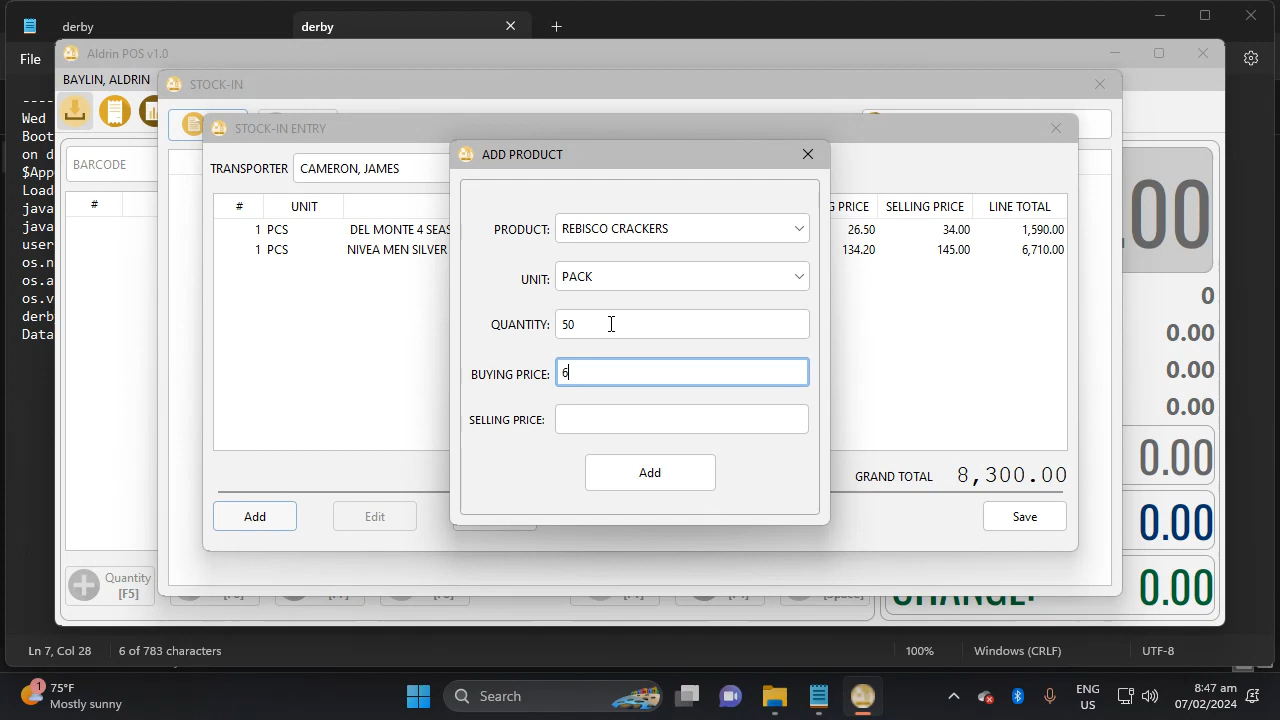 derby
derby
File
Aldrin POS v1.0
BAYLIN, ALDRIN
STOCK-IN
STOCK-IN ENTRY
ADD PRODUCT
Wed
Boot
on d
$App
Load
java
java
user
os.n
os.a
os.v
derb
Data
BARCODE
#
TRANSPORTER CAMERON, JAMES
# UNIT G PRICE SELLING PRICE LINE TOTAL
1 PCS DEL MONTE 4 SEAS 26.50 34.00 1,590.00
1 PCS NIVEA MEN SILVER 134.20 145.00 6,710.00
PRODUCT: REBISCO CRACKERS
UNIT: PACK
QUANTITY: 50
BUYING PRICE: 6
SELLING PRICE:
Add
GRAND TOTAL 8,300.00
Add Edit Save
.00
0
0.00
0.00
0.00
0.00
0.00
CHANGE: 0.00
Quantity
[F5]
[Space]
Ln 7, Col 28 6 of 783 characters 100% Windows (CRLF) UTF-8
1
75°F
Mostly sunny
Search
ENG
US
8:47 am
07/02/2024